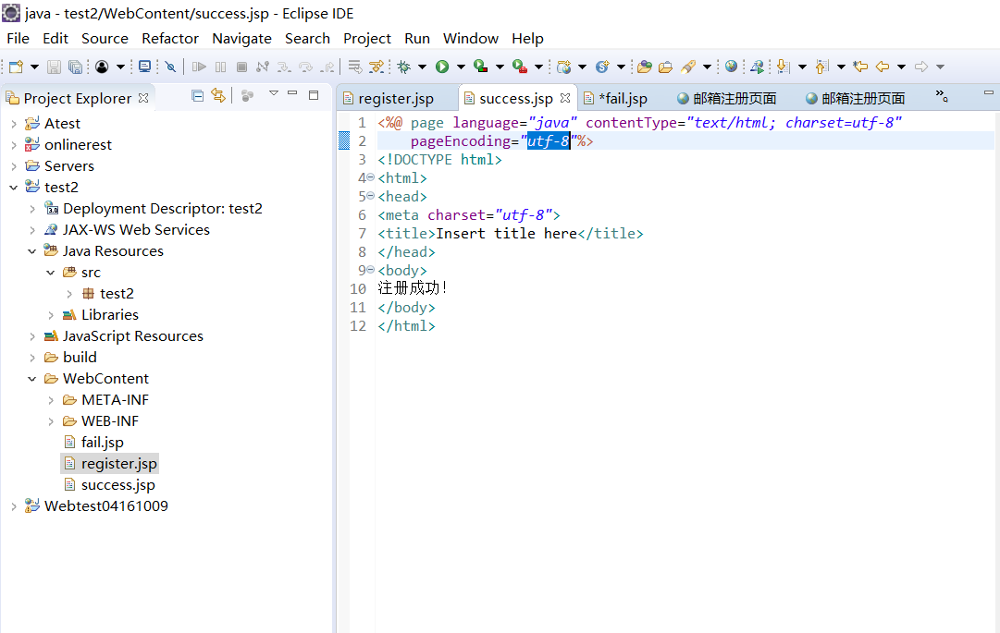 java - test2/WebContent/success.jsp - Eclipse IDE
File Edit Source Refactor Navigate Search Project Run Window Help
Project Explorer
register.jsp success.jsp *fail.jsp 邮箱注册页面 邮箱注册页面
Atest
onlinerest
Servers
test2
Deployment Descriptor: test2
JAX-WS Web Services
Java Resources
src
test2
Libraries
JavaScript Resources
build
WebContent
META-INF
WEB-INF
fail.jsp
register.jsp
success.jsp
Webtest04161009
1 <%@ page language="java" contentType="text/html; charset=utf-8"
2 pageEncoding="utf-8"%>
3 <!DOCTYPE html>
4 <html>
5 <head>
6 <meta charset="utf-8">
7 <title>Insert title here</title>
8 </head>
9 <body>
10 注册成功!
11 </body>
12 </html>